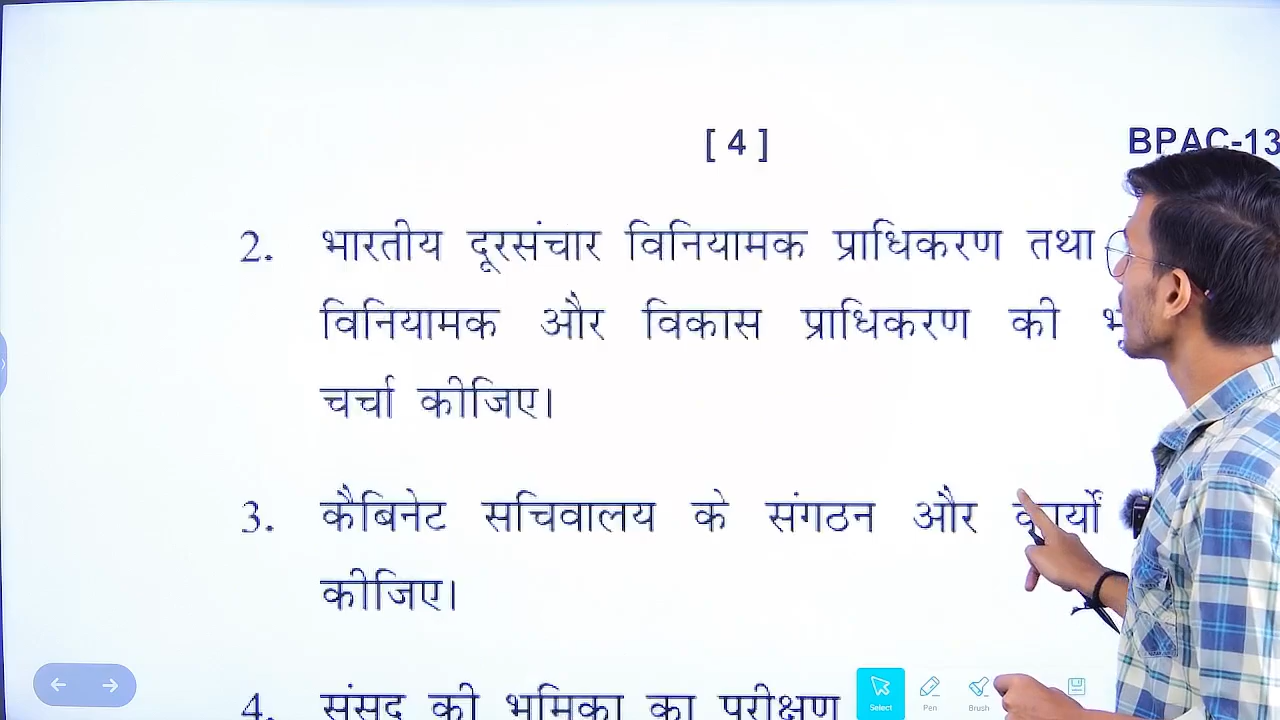 [ 4 ]
BPAC-13
2. भारतीय दूरसंचार विनियामक प्राधिकरण तथा
विनियामक और विकास प्राधिकरण की
चर्चा कीजिए।
3. कैबिनेट सचिवालय के संगठन और कार्यों
कीजिए।
4. संसद की भूमिका का परीक्षण
Select
Pen
Brush